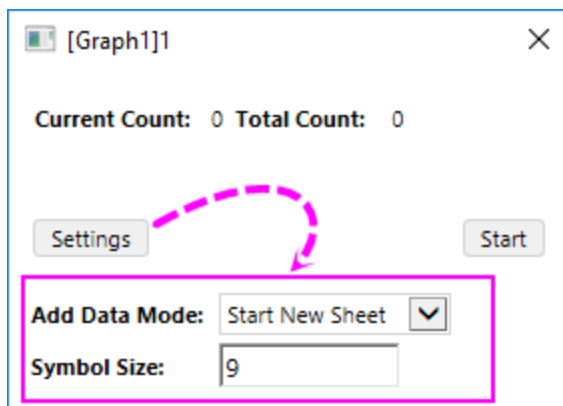 [Graph1]1
Current Count: 0 Total Count: 0
Settings Start
Add Data Mode: Start New Sheet
Symbol Size: 9